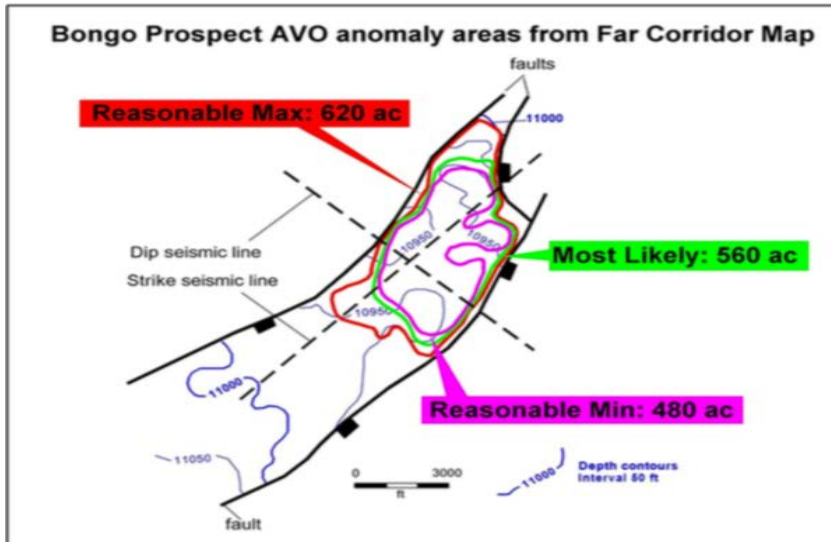 Bongo Prospect AVO anomaly areas from Far Corridor Map
faults
Reasonable Max: 620 ac
11000
10950
10950
Dip seismic line
Most Likely: 560 ac
Strike seismic line
10950
11000
Reasonable Min: 480 ac
11050
0 3000
ft
11000
Depth contours
Interval 50 ft
fault